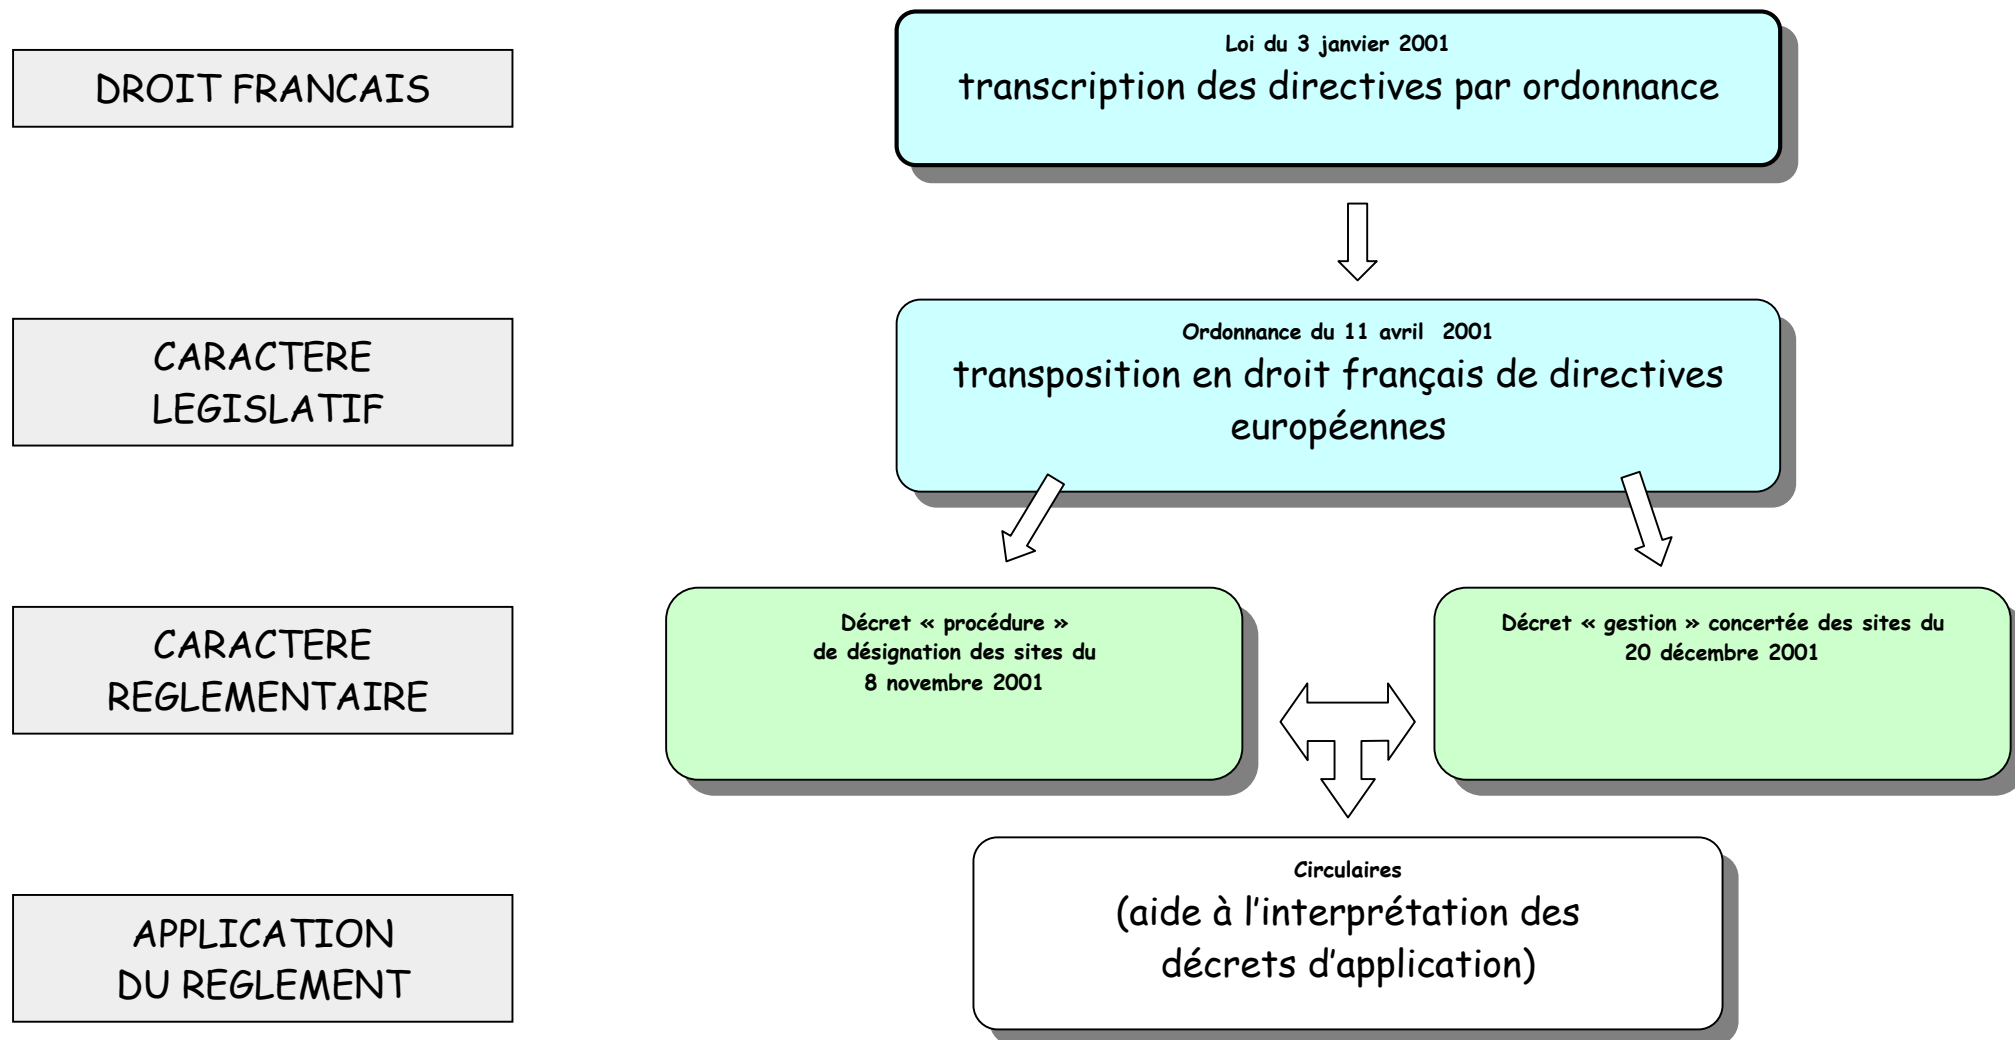 DROIT FRANCAIS
Loi du 3 janvier 2001
transcription des directives par ordonnance
CARACTERE
LEGISLATIF
Ordonnance du 11 avril 2001
transposition en droit français de directives
européennes
CARACTERE
REGLEMENTAIRE
Décret « procédure »
de désignation des sites du
8 novembre 2001
Décret « gestion » concertée des sites du
20 décembre 2001
APPLICATION
DU REGLEMENT
Circulaires
(aide à l’interprétation des
décrets d’application)